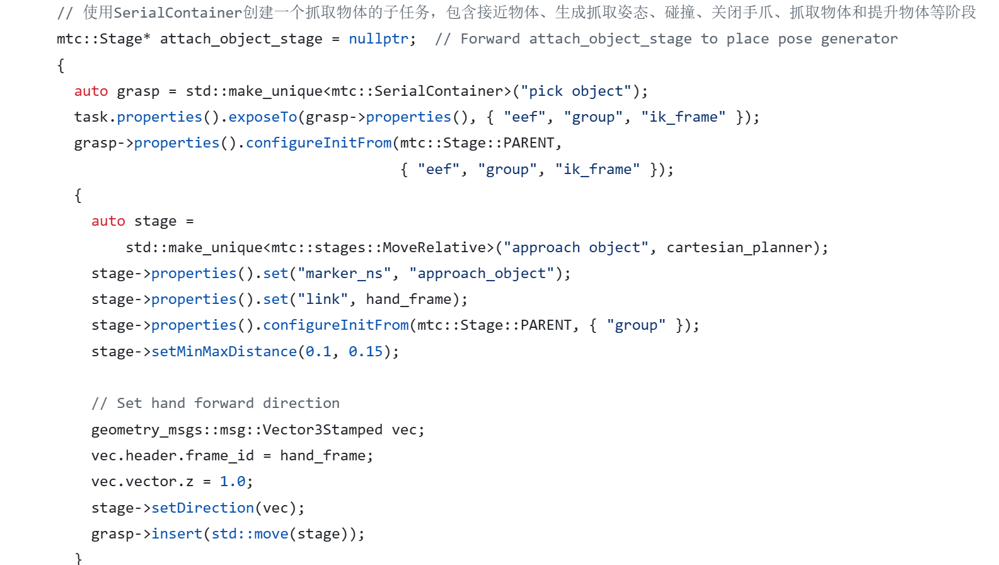 // 使用SerialContainer创建一个抓取物体的子任务，包含接近物体、生成抓取姿态、碰撞、关闭手爪、抓取物体和提升物体等阶段
mtc::Stage* attach_object_stage = nullptr;  // Forward attach_object_stage to place pose generator
{
  auto grasp = std::make_unique<mtc::SerialContainer>("pick object");
  task.properties().exposeTo(grasp->properties(), { "eef", "group", "ik_frame" });
  grasp->properties().configureInitFrom(mtc::Stage::PARENT,
                                        { "eef", "group", "ik_frame" });
  {
    auto stage =
        std::make_unique<mtc::stages::MoveRelative>("approach object", cartesian_planner);
    stage->properties().set("marker_ns", "approach_object");
    stage->properties().set("link", hand_frame);
    stage->properties().configureInitFrom(mtc::Stage::PARENT, { "group" });
    stage->setMinMaxDistance(0.1, 0.15);

    // Set hand forward direction
    geometry_msgs::msg::Vector3Stamped vec;
    vec.header.frame_id = hand_frame;
    vec.vector.z = 1.0;
    stage->setDirection(vec);
    grasp->insert(std::move(stage));
  }